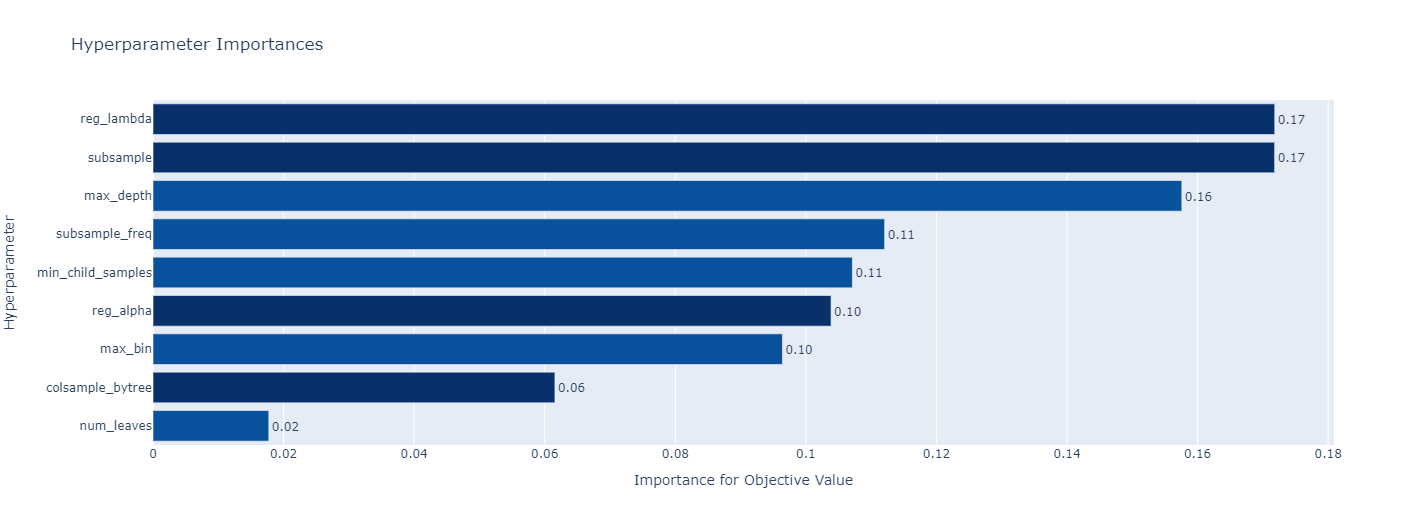 Hyperparameter Importances
Hyperparameter
reg_lambda 0.17
subsample 0.17
max_depth 0.16
subsample_freq 0.11
min_child_samples 0.11
reg_alpha 0.10
max_bin 0.10
colsample_bytree 0.06
num_leaves 0.02
0 0.02 0.04 0.06 0.08 0.1 0.12 0.14 0.16 0.18
Importance for Objective Value